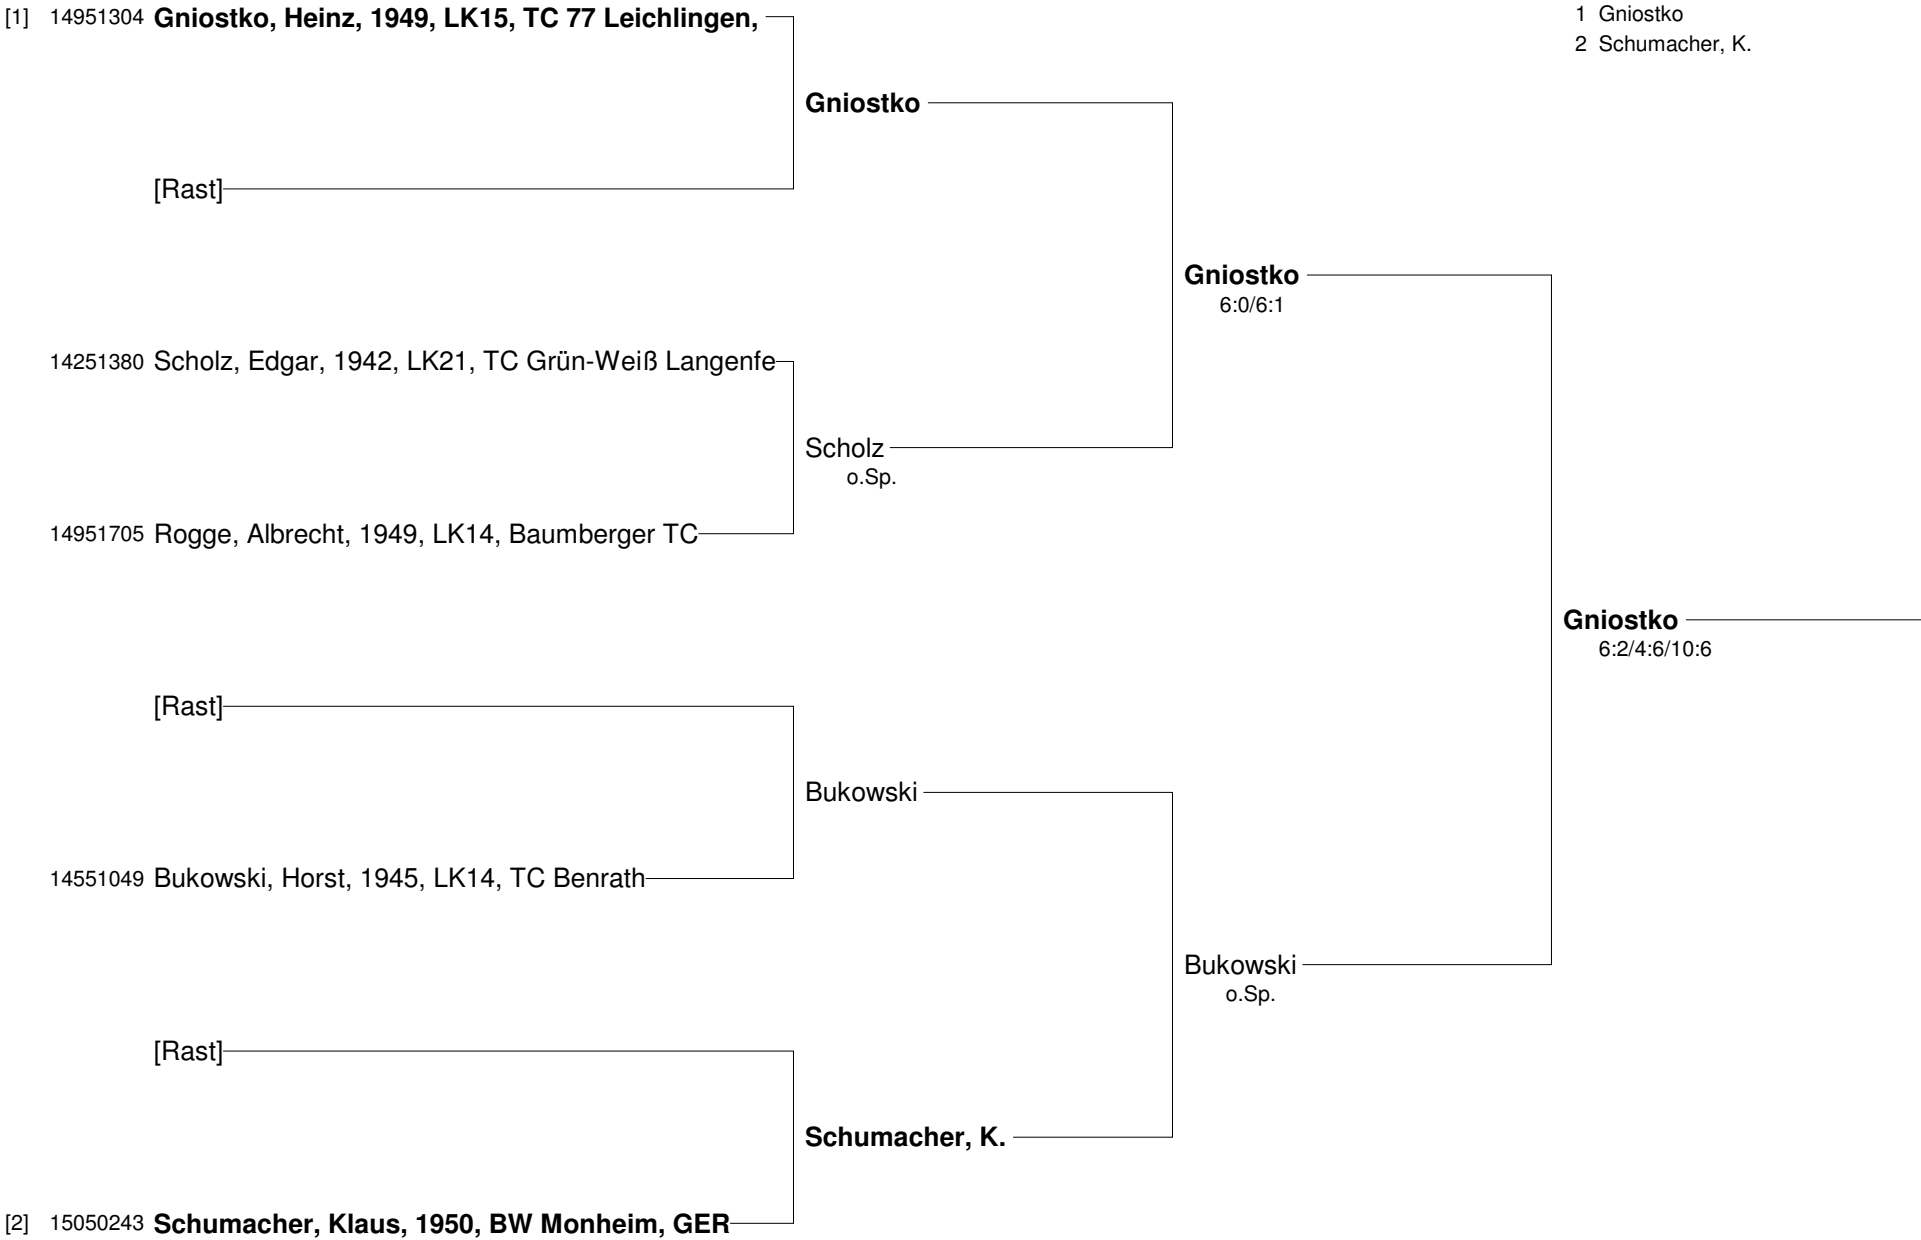 [1] 14951304 Gniostko, Heinz, 1949, LK15, TC 77 Leichlingen,
1 Gniostko
2 Schumacher, K.
Gniostko
[Rast]
Gniostko
6:0/6:1
14251380 Scholz, Edgar, 1942, LK21, TC Grün-Weiß Langenfe
Scholz
o.Sp.
14951705 Rogge, Albrecht, 1949, LK14, Baumberger TC
Gniostko
6:2/4:6/10:6
[Rast]
Bukowski
14551049 Bukowski, Horst, 1945, LK14, TC Benrath
Bukowski
o.Sp.
[Rast]
Schumacher, K.
[2] 15050243 Schumacher, Klaus, 1950, BW Monheim, GER